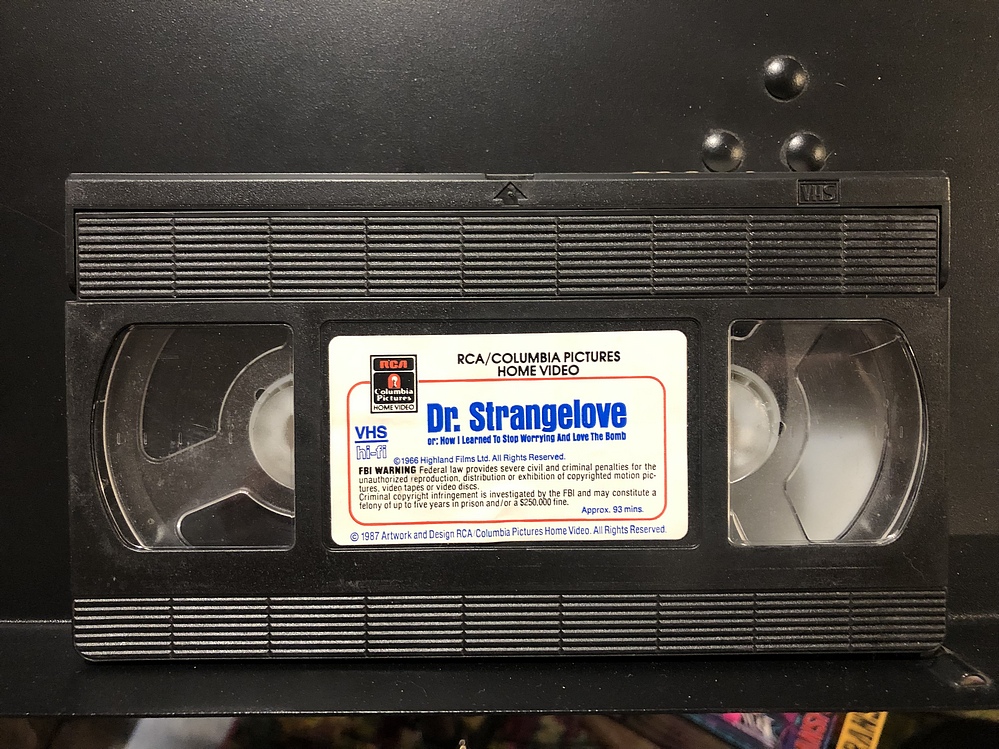 VHS
RCA
Columbia
Pictures
HOME VIDEO
RCA/COLUMBIA PICTURES
HOME VIDEO
Dr. Strangelove
or: How I Learned To Stop Worrying And Love The Bomb
VHS
hi-fi
©1966 Highland Films Ltd. All Rights Reserved.
FBI WARNING Federal law provides severe civil and criminal penalties for the
unauthorized reproduction, distribution or exhibition of copyrighted motion pic-
tures, video tapes or video discs.
Criminal copyright infringement is investigated by the FBI and may constitute a
felony of up to five years in prison and/or a $250,000 fine.
Approx. 93 mins.
© 1987 Artwork and Design RCA/Columbia Pictures Home Video. All Rights Reserved.